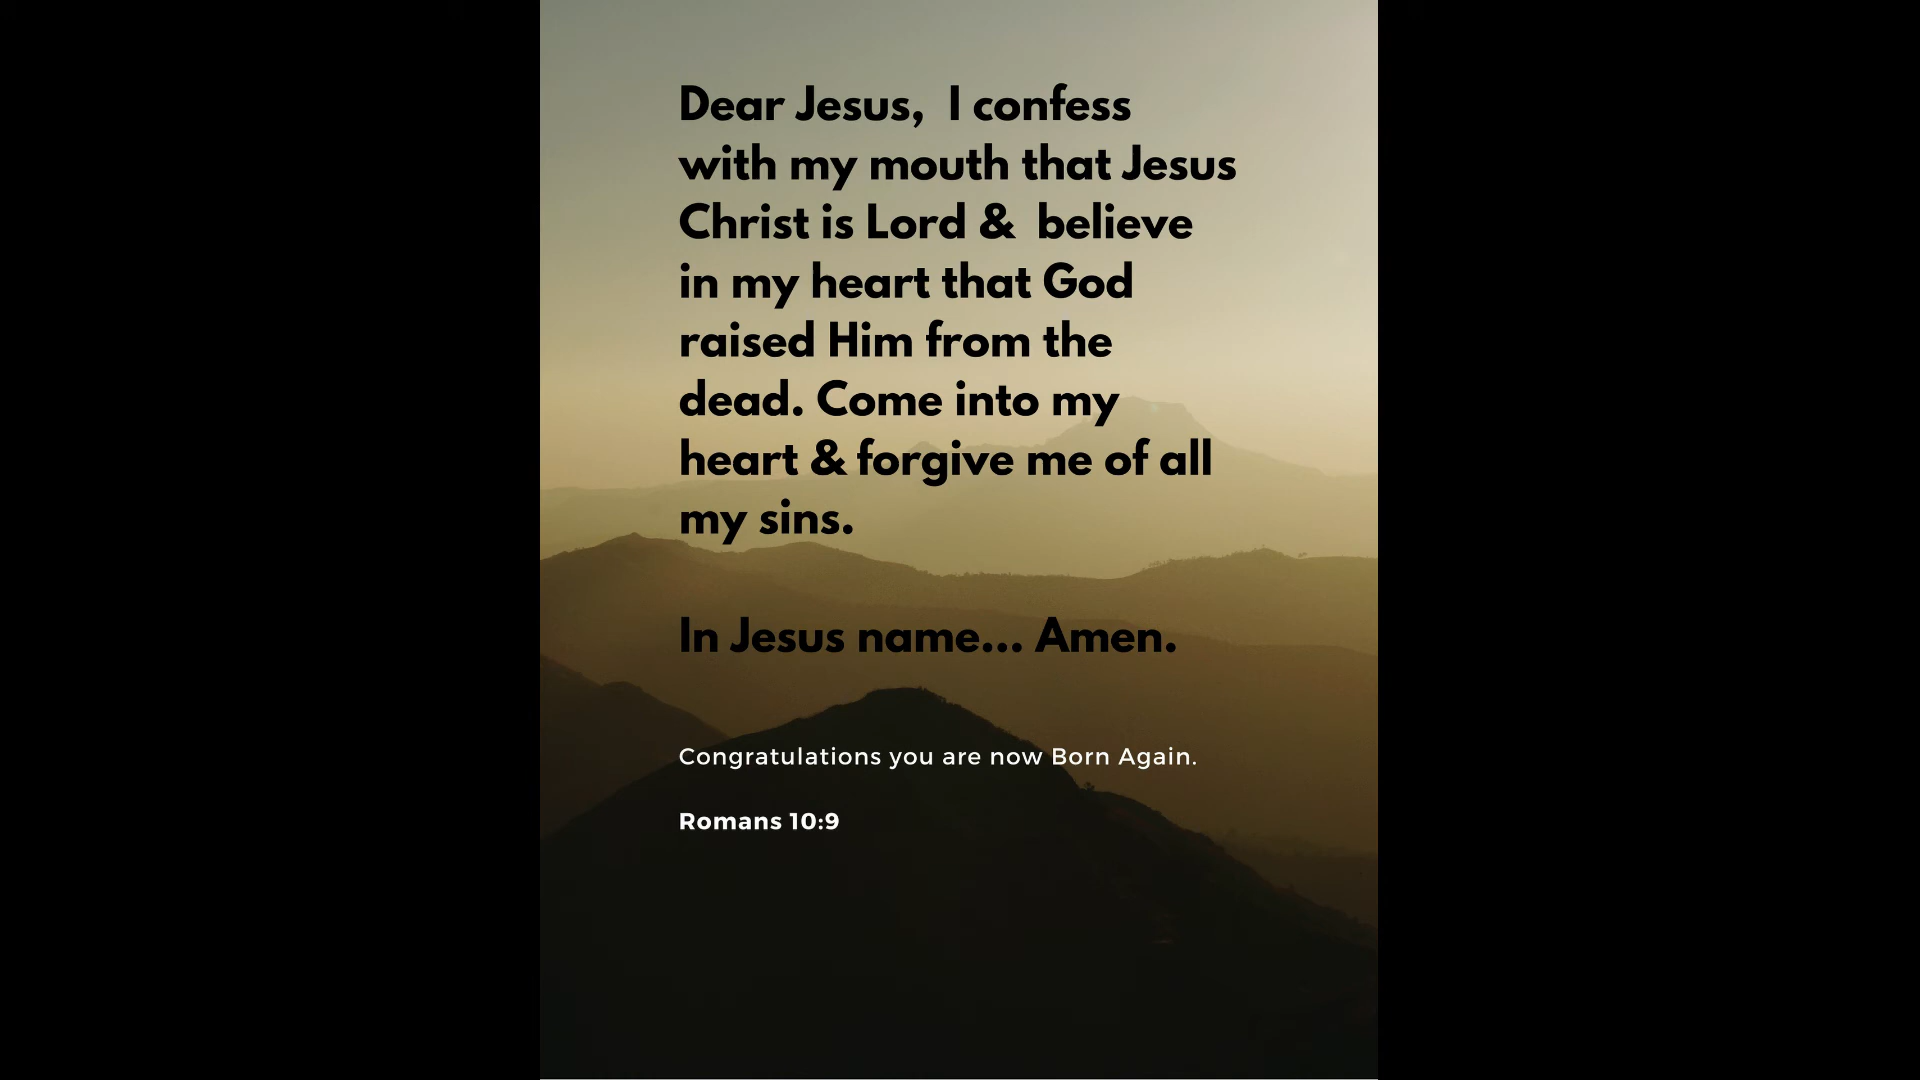 Dear Jesus,  I confess
with my mouth that Jesus
Christ is Lord &  believe
in my heart that God
raised Him from the
dead. Come into my
heart & forgive me of all
my sins.
In Jesus name... Amen.
Congratulations you are now Born Again.
Romans 10:9